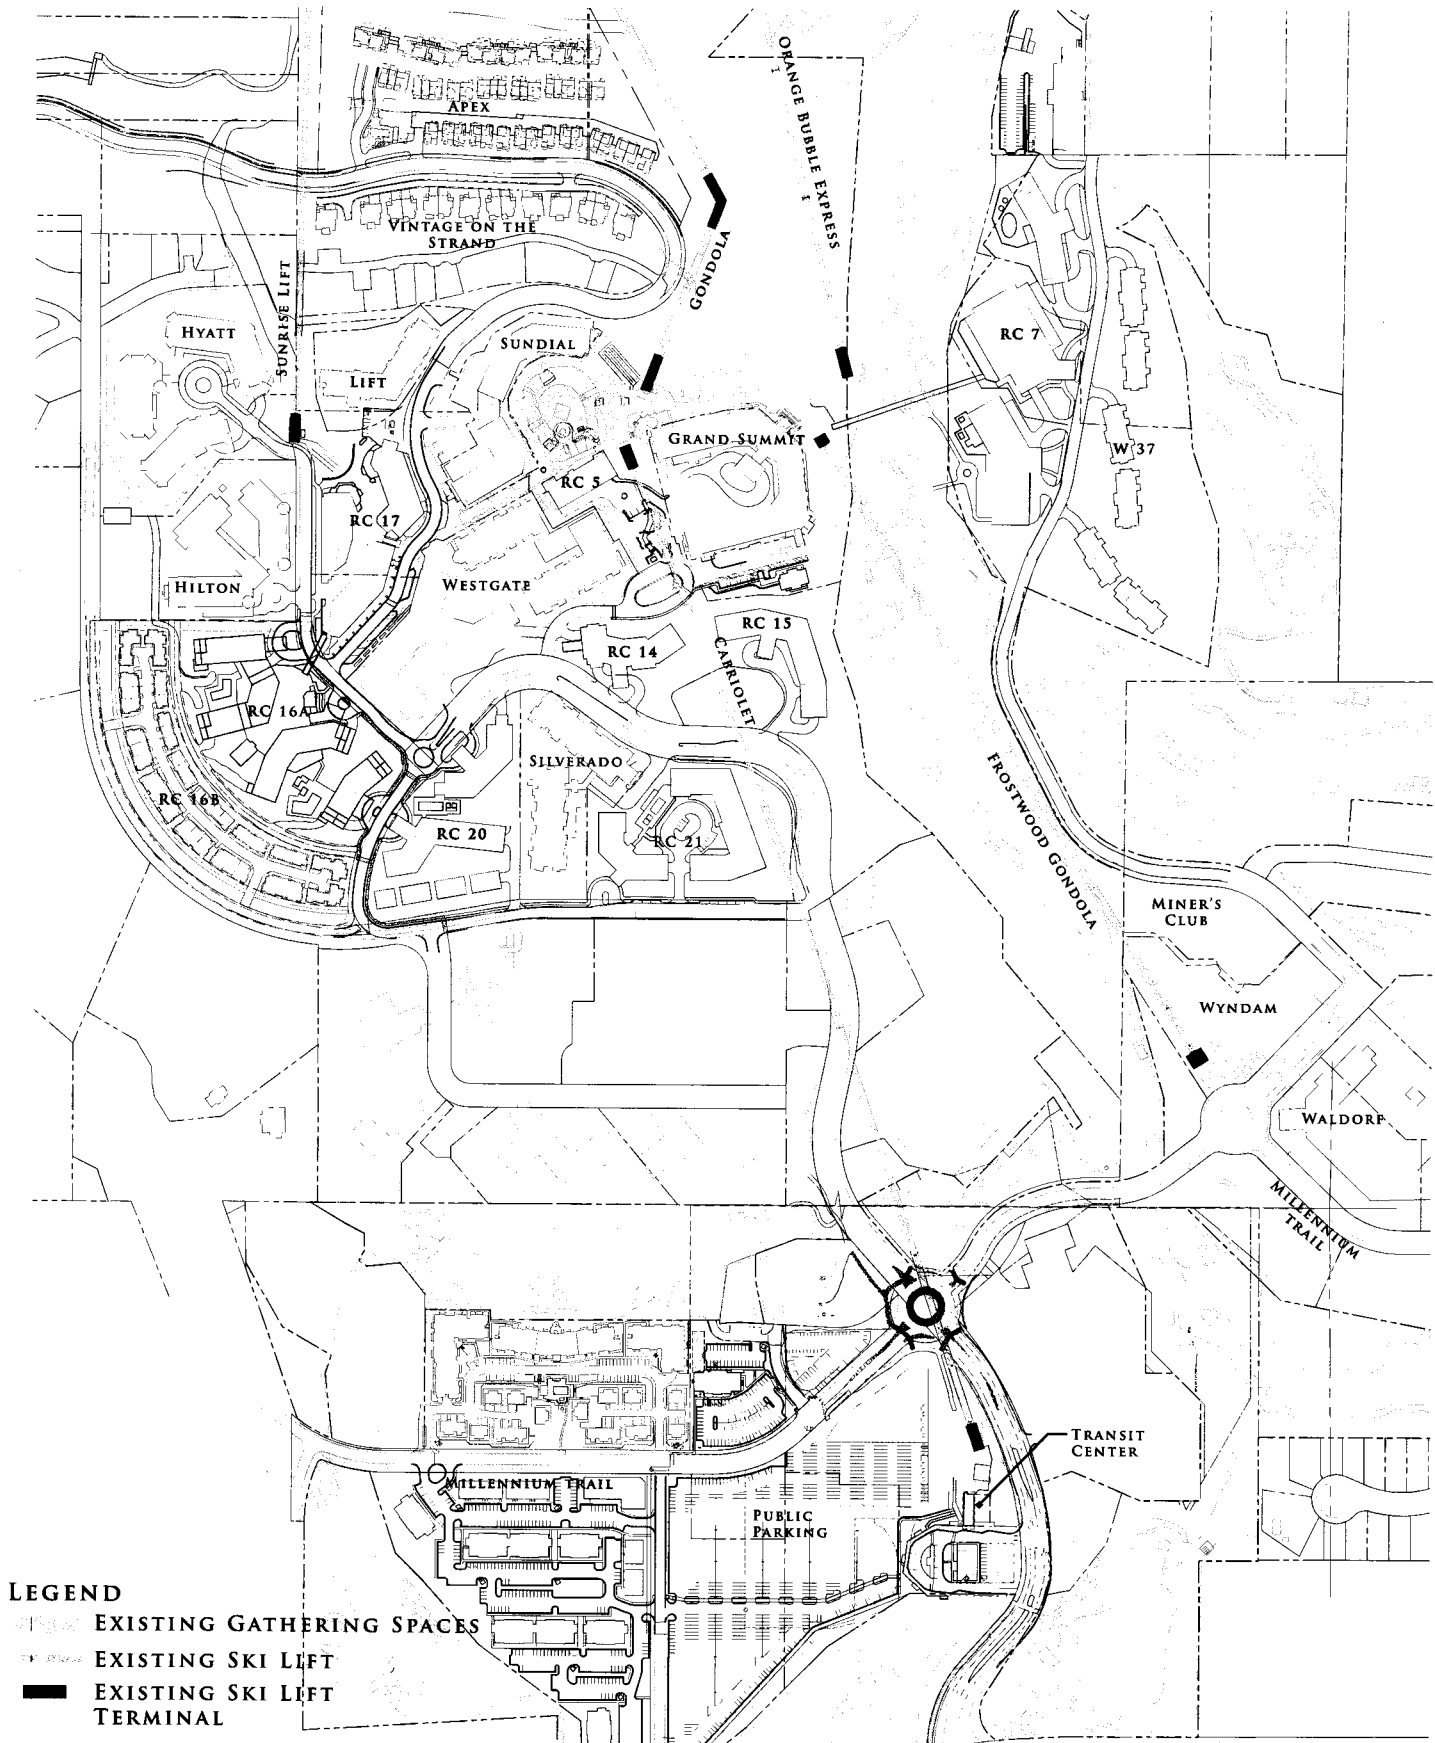 APEX
ORANGE BUBBLE EXPRESS
VINTAGE ON THE
STRAND
GONDOLA
SUNRISE LIFT
HYATT
SUNDIAL
RC 7
LIFT
GRAND SUMMIT
W 37
RC 5
RC 17
HILTON
WESTGATE
RC 15
RC 14
CABRIOLET
RC 16A
SILVERADO
FROSTWOOD GONDOLA
RC 16B
RC 20
RC 21
MINER'S
CLUB
WYNDAM
WALDORF
MILLENNIUM
TRAIL
TRANSIT
CENTER
MILLENNIUM TRAIL
PUBLIC
PARKING
LEGEND
EXISTING GATHERING SPACES
EXISTING SKI LIFT
EXISTING SKI LIFT
TERMINAL